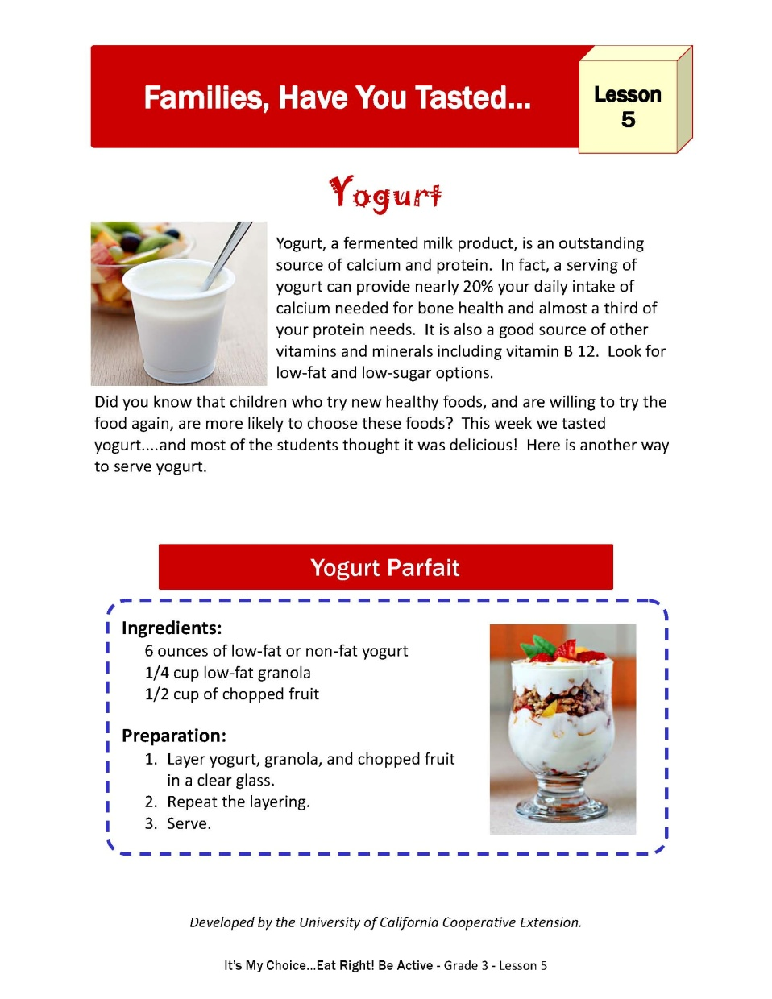 Families, Have You Tasted...
Lesson
5
Yogurt
Yogurt, a fermented milk product, is an outstanding
source of calcium and protein.  In fact, a serving of
yogurt can provide nearly 20% your daily intake of
calcium needed for bone health and almost a third of
your protein needs.  It is also a good source of other
vitamins and minerals including vitamin B 12.  Look for
low-fat and low-sugar options.
Did you know that children who try new healthy foods, and are willing to try the
food again, are more likely to choose these foods?  This week we tasted
yogurt....and most of the students thought it was delicious!  Here is another way
to serve yogurt.
Yogurt Parfait
Ingredients:
6 ounces of low-fat or non-fat yogurt
1/4 cup low-fat granola
1/2 cup of chopped fruit
Preparation:
1. Layer yogurt, granola, and chopped fruit
in a clear glass.
2. Repeat the layering.
3. Serve.
Developed by the University of California Cooperative Extension.
It's My Choice...Eat Right! Be Active - Grade 3 - Lesson 5